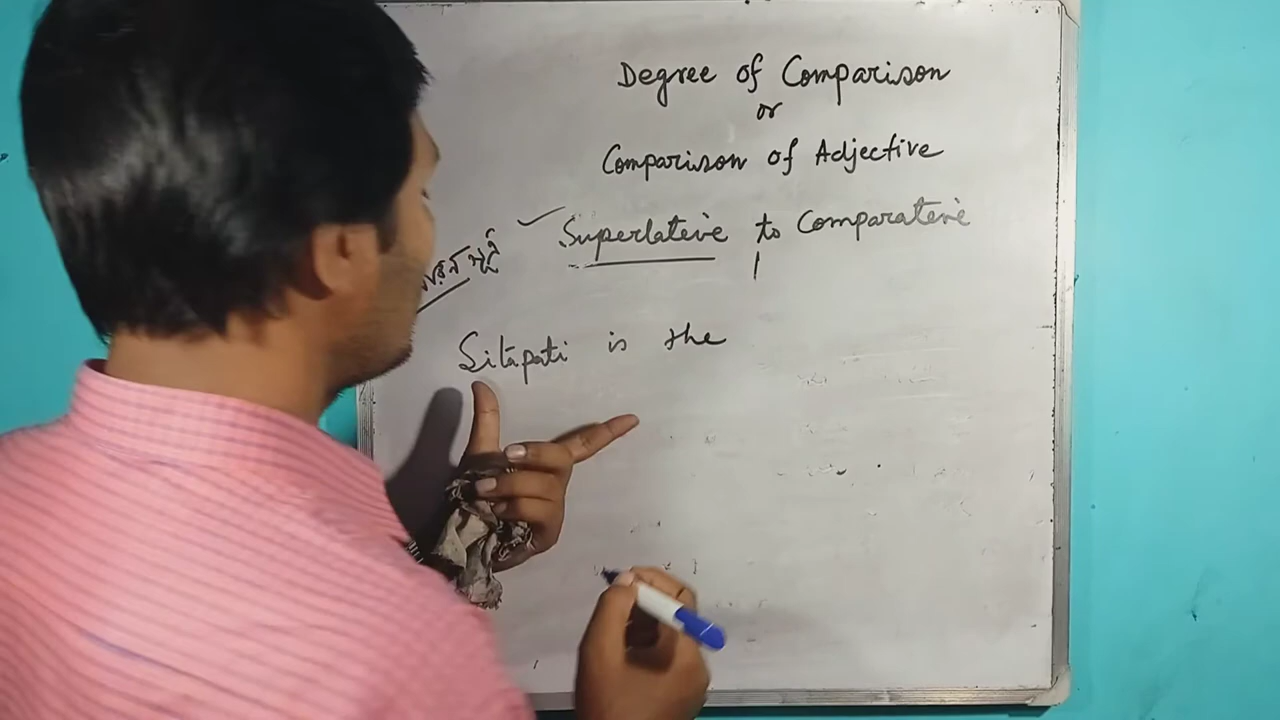 Degree of Comparison
or
Comparison of Adjective
Superlative to Comparative
Sitapati is the